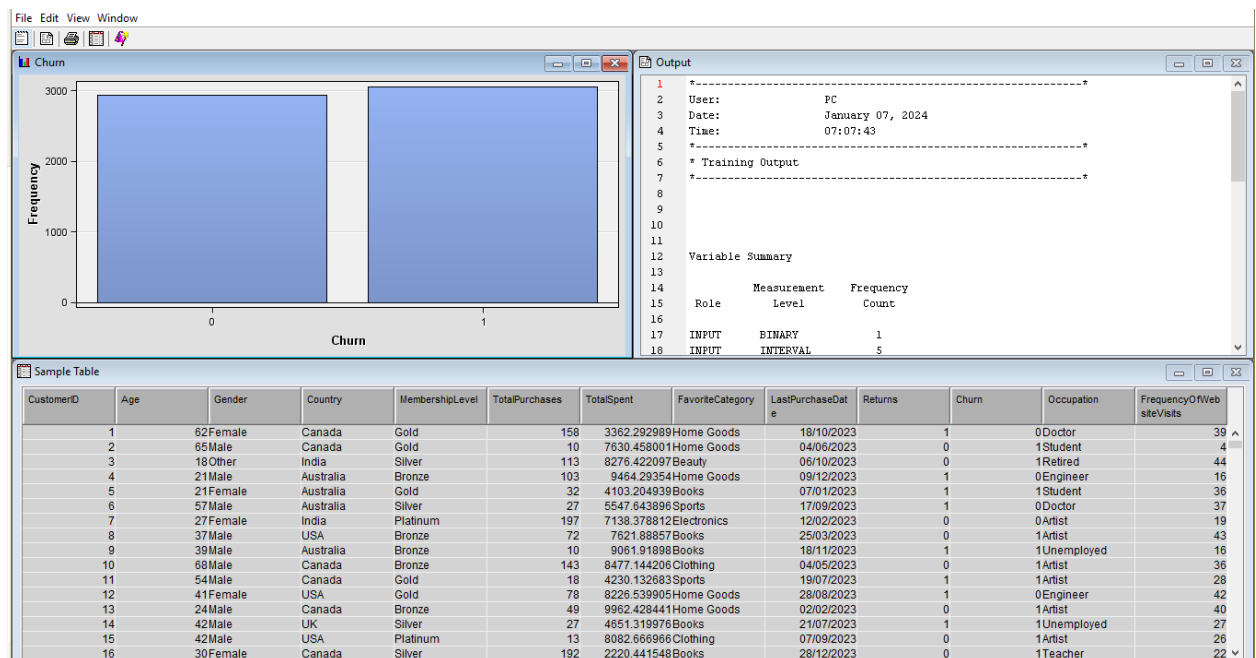 File Edit View Window
Churn
3000
2000
1000
0
Frequency
0 1
Churn
Output
1 *------------------------------------------------------------------------*
2 User: PC
3 Date: January 07, 2024
4 Time: 07:07:43
5 *------------------------------------------------------------------------*
6 * Training Output
7 *------------------------------------------------------------------------*
8
9
10
11
12 Variable Summary
13
14 Measurement Frequency
15 Role Level Count
16
17 INPUT BINARY 1
18 INPUT INTERVAL 5
Sample Table
CustomerID Age Gender Country MembershipLevel TotalPurchases TotalSpent FavoriteCategory LastPurchaseDat Returns Churn Occupation FrequencyOfWeb
e siteVisits
1 62 Female Canada Gold 158 3362.292989 Home Goods 18/10/2023 1 0 Doctor 39
2 65 Male Canada Gold 10 7630.458001 Home Goods 04/06/2023 0 1 Student 4
3 18 Other India Silver 113 8276.422097 Beauty 06/10/2023 0 1 Retired 44
4 21 Male Australia Bronze 103 9464.29354 Home Goods 09/12/2023 1 0 Engineer 16
5 21 Female Australia Gold 32 4103.204939 Books 07/01/2023 1 1 Student 36
6 57 Male Australia Silver 27 5547.643896 Sports 17/09/2023 1 0 Doctor 37
7 27 Female India Platinum 197 7138.378812 Electronics 12/02/2023 0 0 Artist 19
8 37 Male USA Bronze 72 7621.88857 Books 25/03/2023 0 1 Artist 43
9 39 Male Australia Bronze 10 9061.91898 Books 18/11/2023 1 1 Unemployed 16
10 68 Male Canada Bronze 143 8477.144206 Clothing 04/05/2023 0 1 Artist 36
11 54 Male Canada Gold 18 4230.132683 Sports 19/07/2023 1 1 Artist 28
12 41 Female USA Gold 78 8226.539905 Home Goods 28/08/2023 1 0 Engineer 42
13 24 Male Canada Bronze 49 9962.428441 Home Goods 02/02/2023 0 1 Artist 40
14 42 Male UK Silver 27 4651.319976 Books 21/07/2023 1 1 Unemployed 27
15 42 Male USA Platinum 13 8082.666966 Clothing 07/09/2023 0 1 Artist 26
16 30 Female Canada Silver 192 2220.441548 Books 28/12/2023 0 1 Teacher 22